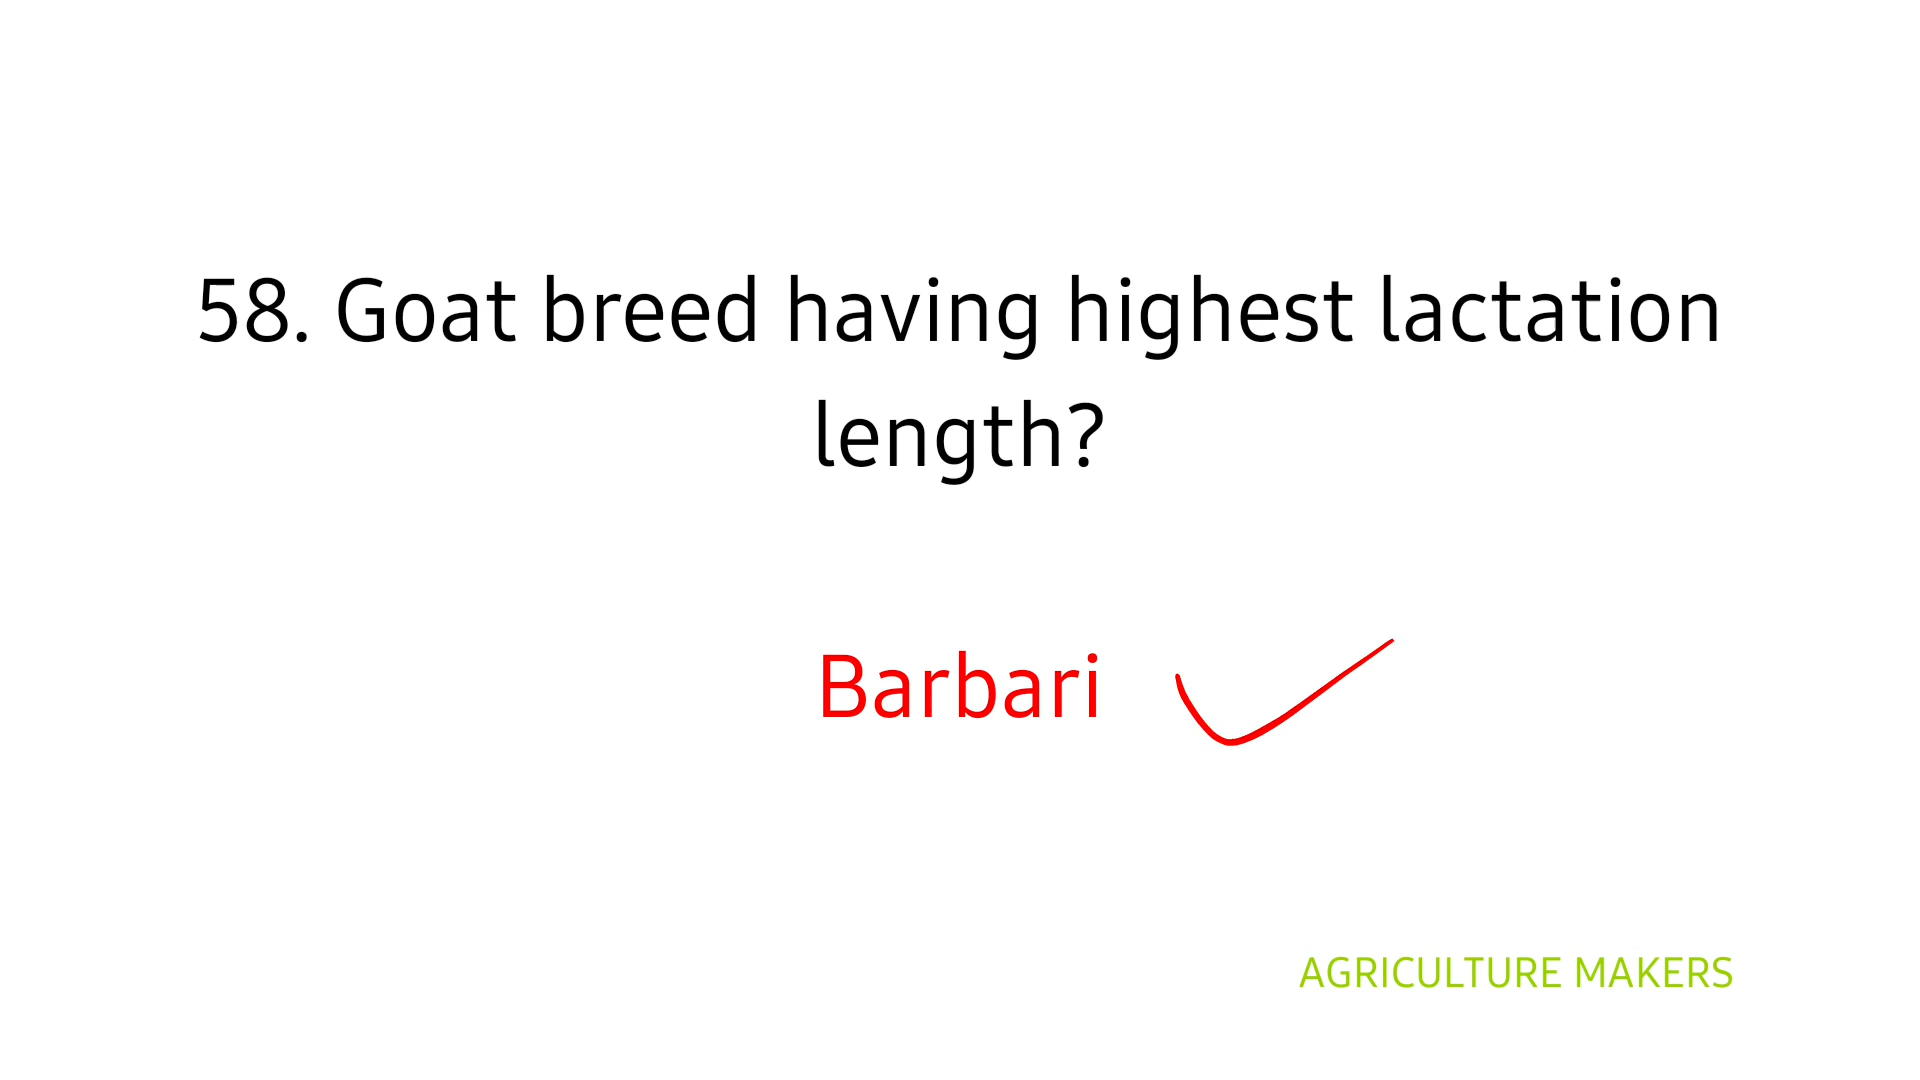 58. Goat breed having highest lactation
length?
Barbari
AGRICULTURE MAKERS